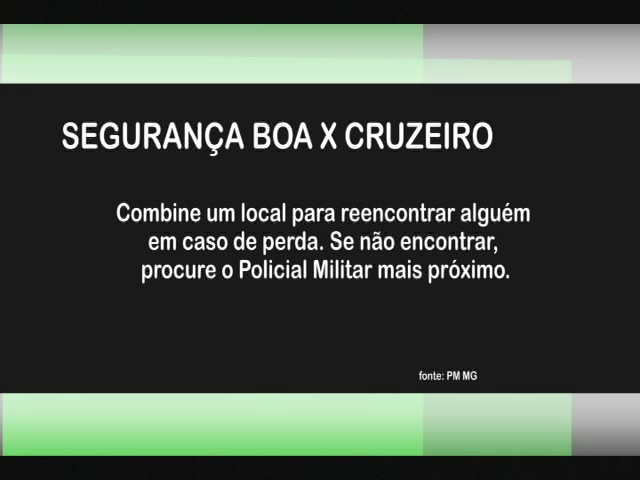 SEGURANÇA BOA X CRUZEIRO
Combine um local para reencontrar alguém
em caso de perda. Se não encontrar,
procure o Policial Militar mais próximo.
fonte: PM MG